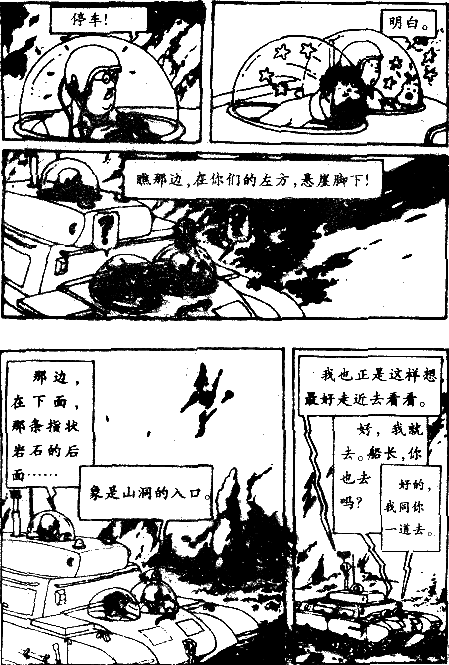 停车!
明白。
瞧那边,在你们的左方,悬崖脚下!
?
!
那边,
在下面,
那条指状
岩石的后
面……
象是山洞的入口。
我也正是这样想
最好走近去看看。
好,我就
去。船长,你
也去
吗?
好的,
我同你
一道去。